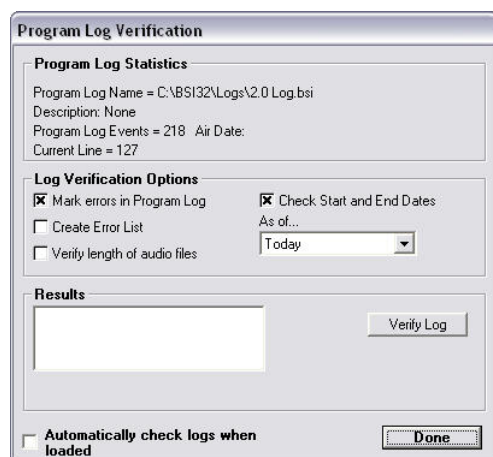 Program Log Verification
Program Log Statistics
Program Log Name = C:\BSI32\Logs\2.0 Log.bsi
Description: None
Program Log Events = 218 Air Date:
Current Line = 127
Log Verification Options
Mark errors in Program Log
Check Start and End Dates
Create Error List
As of...
Verify length of audio files
Today
Results
Verify Log
Automatically check logs when
loaded
Done